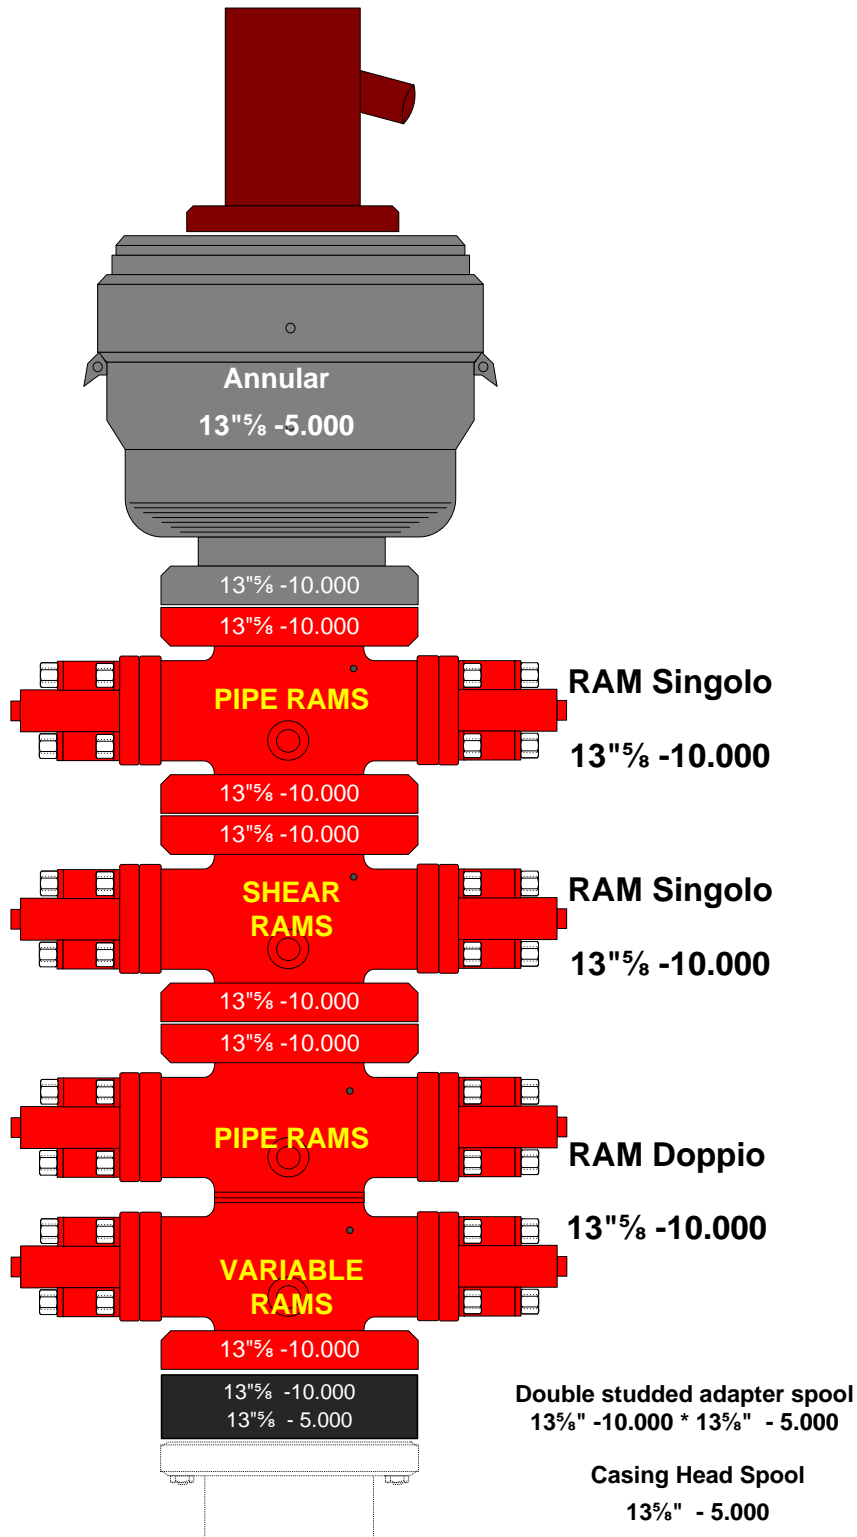 Annular
13"⅝ -5.000
13"⅝ -10.000
13"⅝ -10.000
PIPE RAMS
RAM Singolo
13"⅝ -10.000
13"⅝ -10.000
13"⅝ -10.000
SHEAR
RAMS
RAM Singolo
13"⅝ -10.000
13"⅝ -10.000
13"⅝ -10.000
PIPE RAMS
RAM Doppio
13"⅝ -10.000
VARIABLE
RAMS
13"⅝ -10.000
13"⅝ -10.000
13"⅝ - 5.000
Double studded adapter spool
13⅝" -10.000 * 13⅝" - 5.000
Casing Head Spool
13⅝" - 5.000